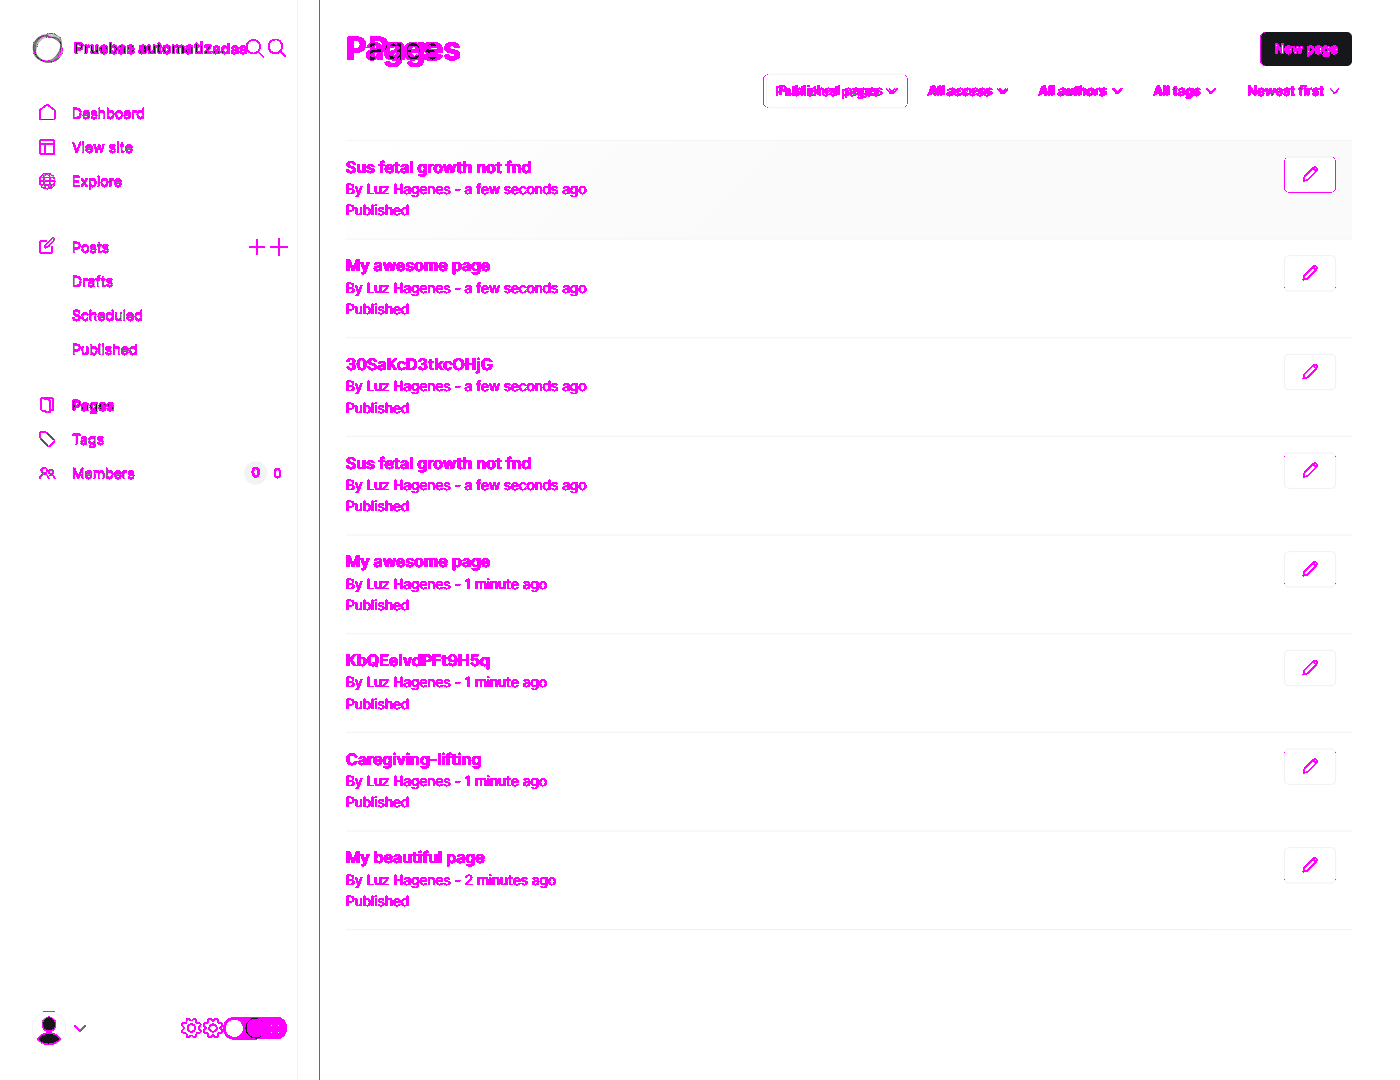 Pruebas automatizadas
Dashboard
View site
Explore
Posts
Drafts
Scheduled
Published
Pages
Tags
Members 0 0
Pages
New page
Published pages All access All authors All tags Newest first
Sus fetal growth not fnd
By Luz Hagenes - a few seconds ago
Published
My awesome page
By Luz Hagenes - a few seconds ago
Published
30SaKcD3tkcOHjG
By Luz Hagenes - a few seconds ago
Published
Sus fetal growth not fnd
By Luz Hagenes - a few seconds ago
Published
My awesome page
By Luz Hagenes - 1 minute ago
Published
By Luz Hagenes - 1 minute ago
Published
Caregiving-lifting
By Luz Hagenes - 1 minute ago
Published
My beautiful page
By Luz Hagenes - 2 minutes ago
Published